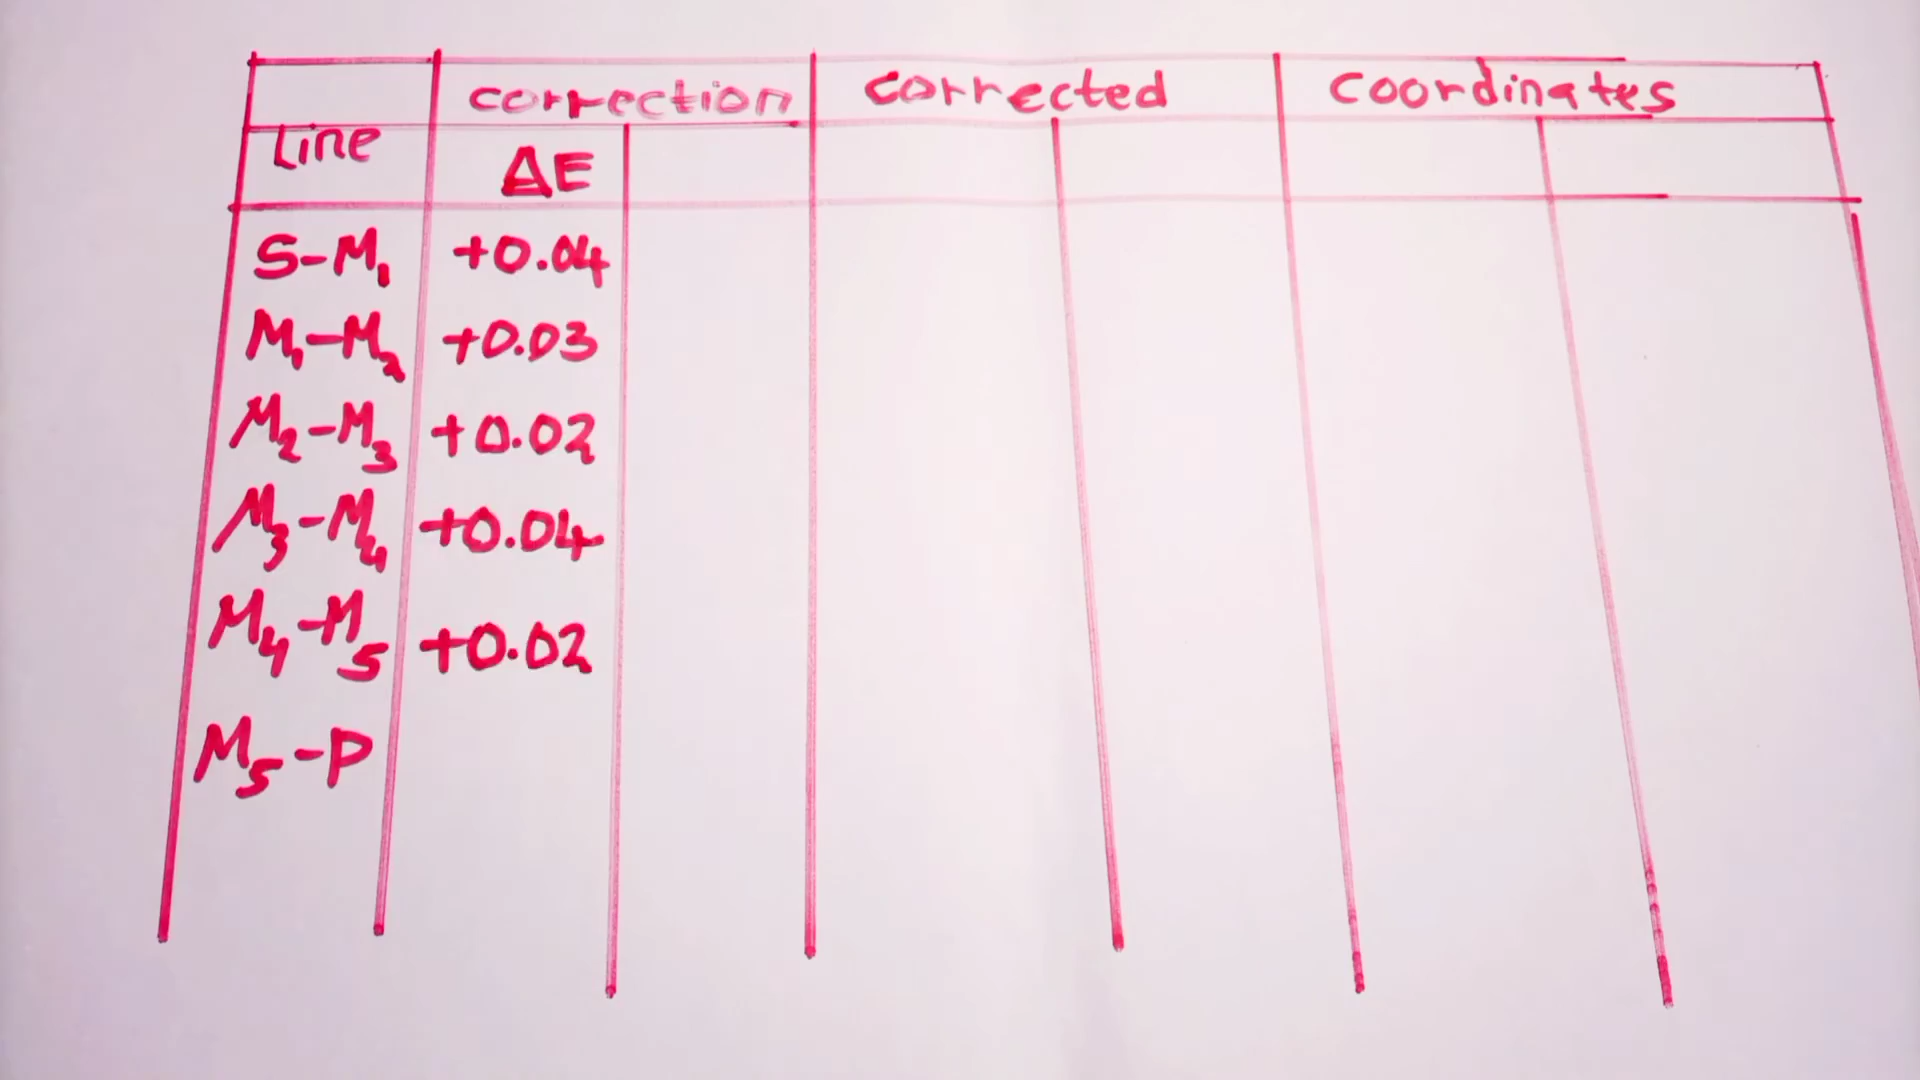 correction corrected coordinates
Line ΔE
S-M₁ +0.04
M₁-M₂ +0.03
M₂-M₃ +0.02
M₃-M₄ +0.04
M₄-M₅ +0.02
M₅-P